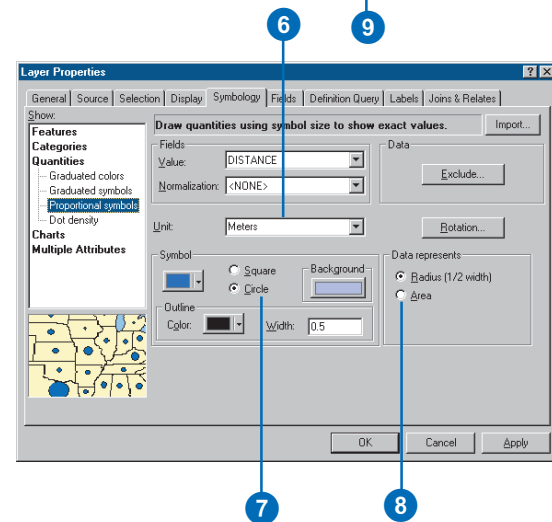 6
9
Layer Properties
General Source Selection Display Symbology Fields Definition Query Labels Joins & Relates
Show:
Features
Categories
Quantities
Graduated colors
Graduated symbols
Proportional symbols
Dot density
Charts
Multiple Attributes
Draw quantities using symbol size to show exact values.
Import...
Fields
Value: DISTANCE
Normalization: <NONE>
Data
Exclude...
Unit: Meters
Rotation...
Symbol
Square
Circle
Background
Outline
Color: Width: 0.5
Data represents
Radius (1/2 width)
Area
OK Cancel Apply
7
8